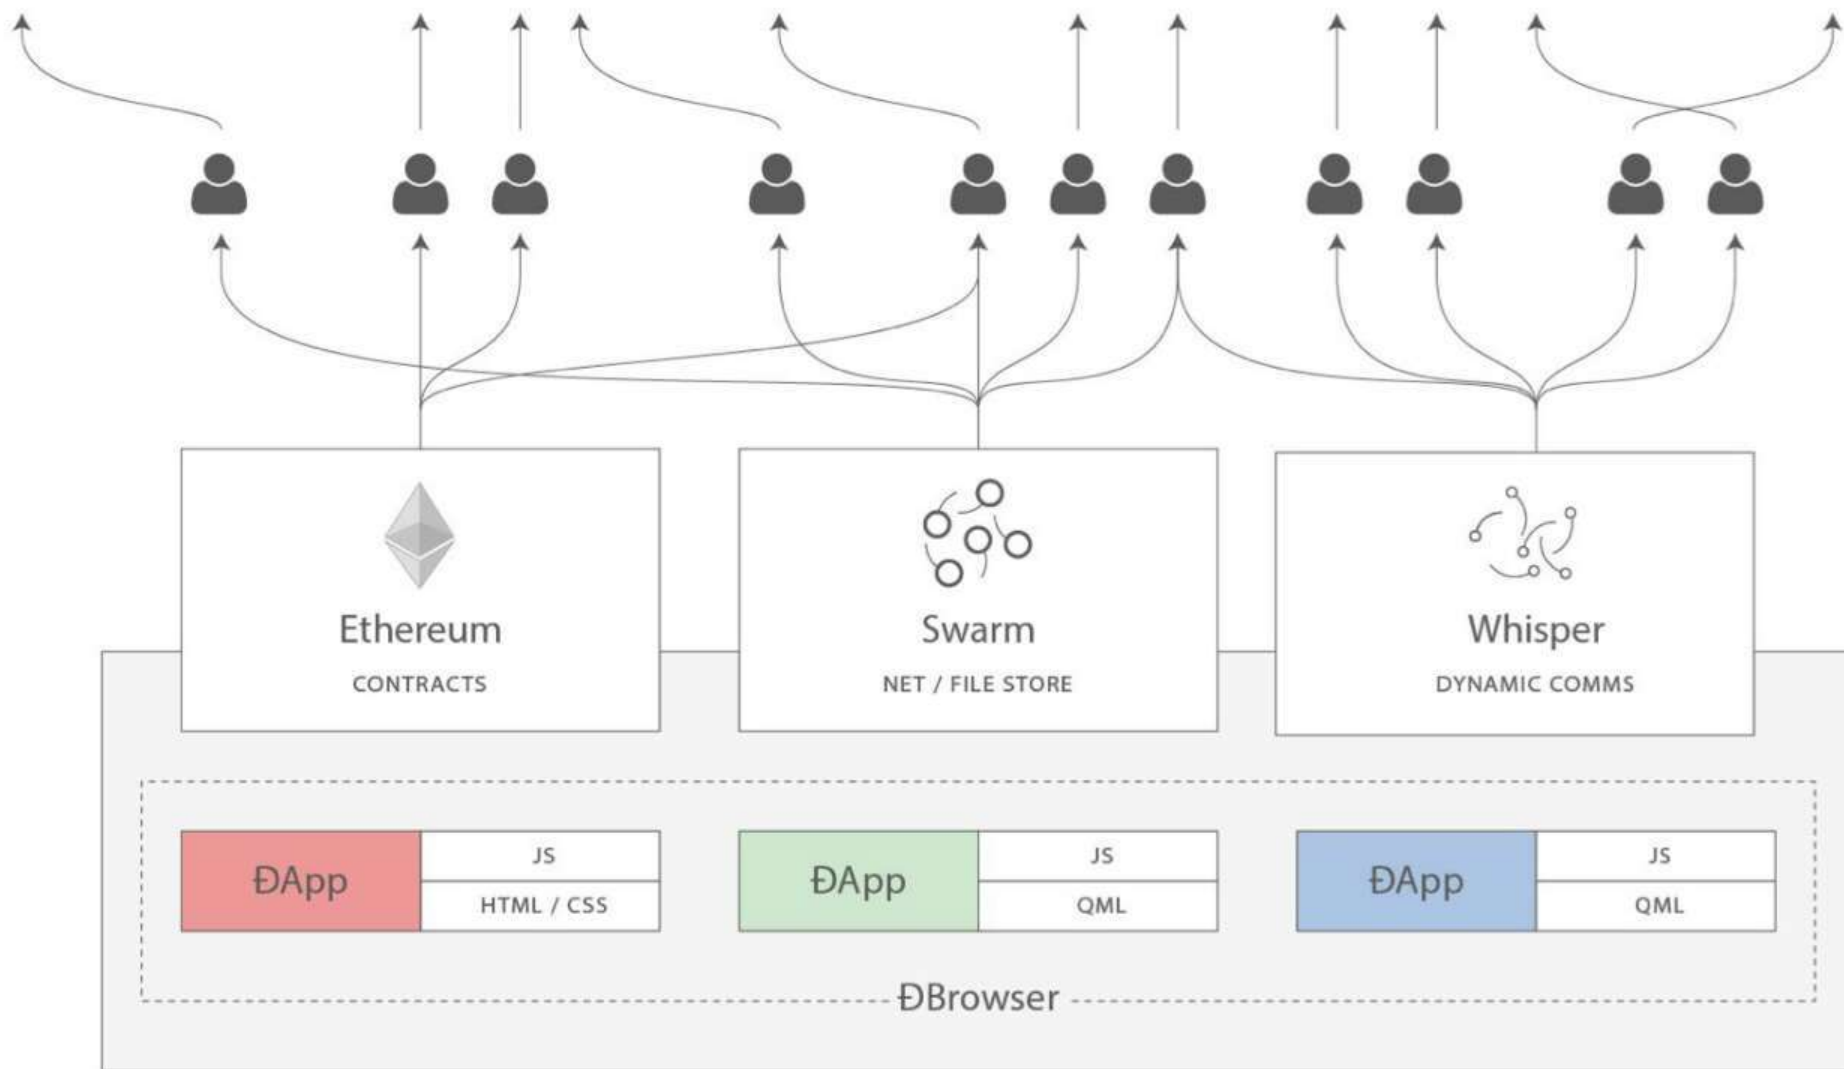 Ethereum
CONTRACTS
Swarm
NET / FILE STORE
Whisper
DYNAMIC COMMS
ĐApp
JS
HTML / CSS
ĐApp
JS
QML
ĐApp
JS
QML
ĐBrowser